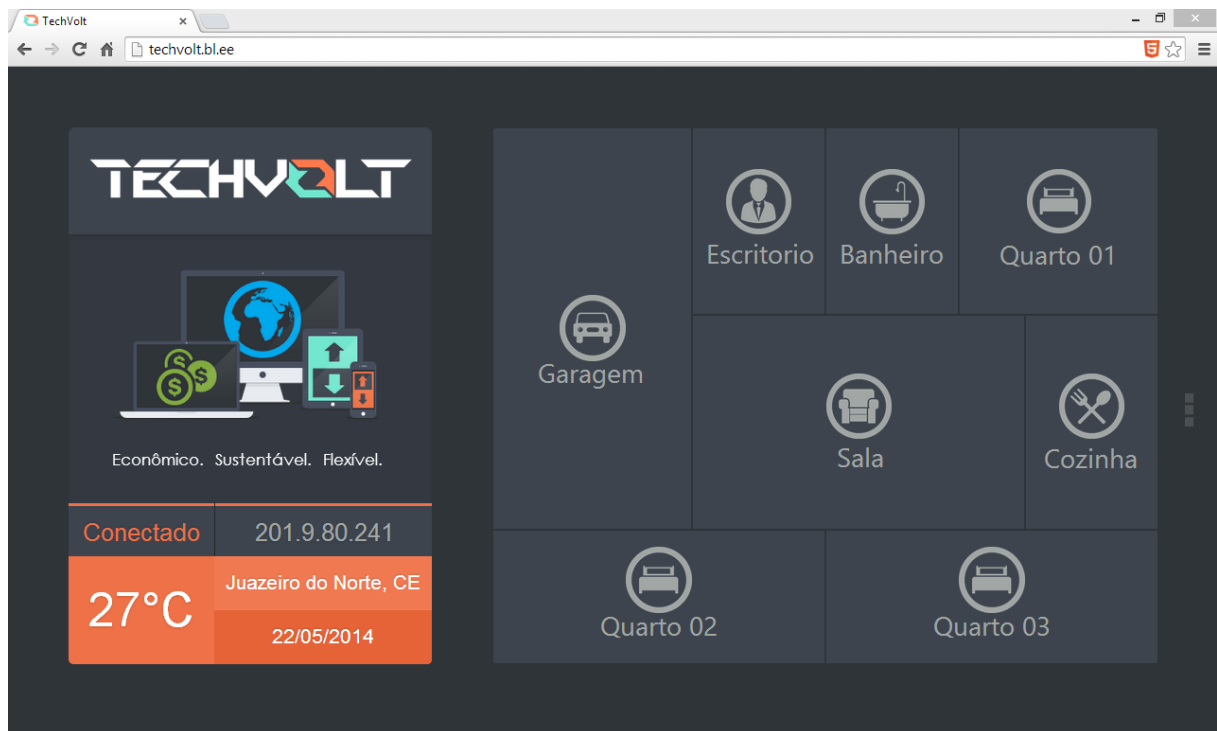 TechVolt
techvolt.bl.ee
TECHVOLT
Econômico. Sustentável. Flexível.
Conectado
201.9.80.241
27°C
Juazeiro do Norte, CE
22/05/2014
Escritorio
Banheiro
Quarto 01
Garagem
Sala
Cozinha
Quarto 02
Quarto 03